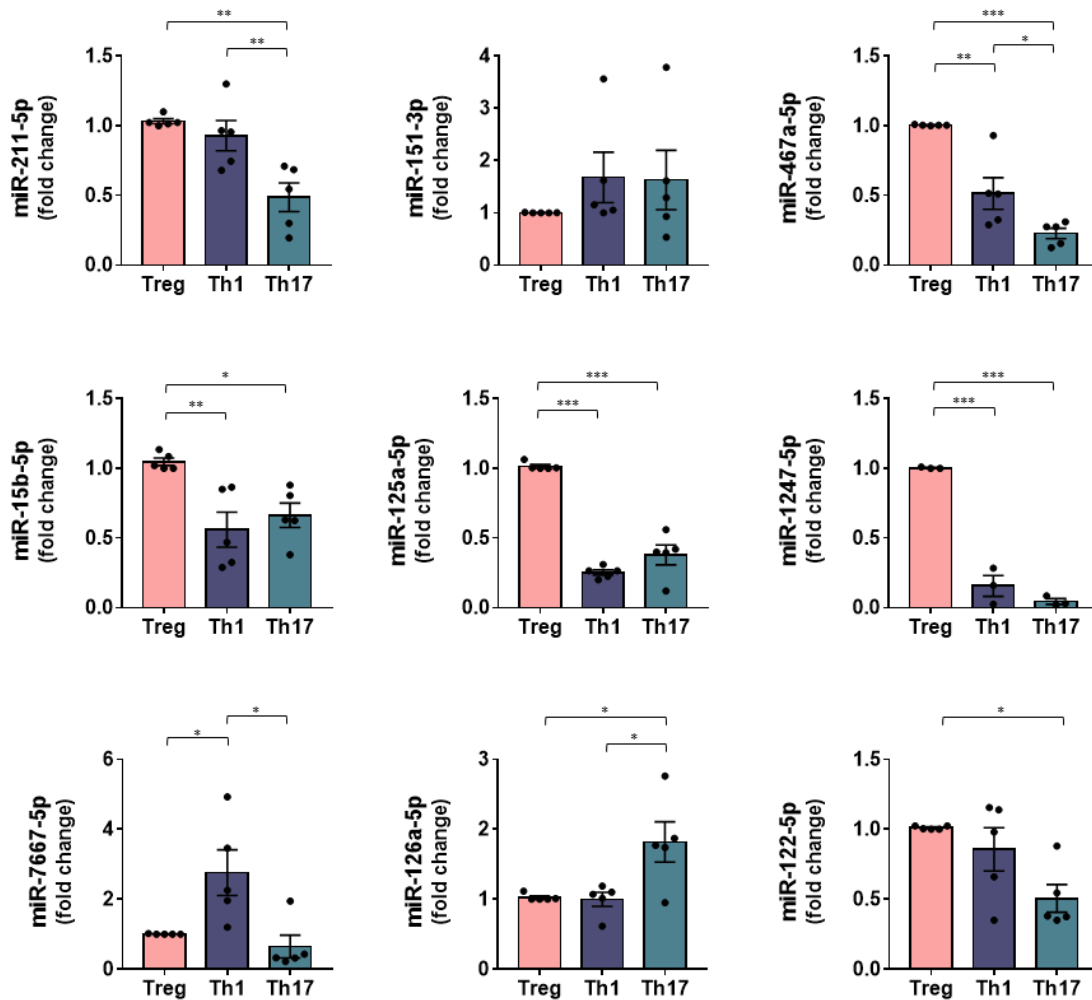 **
**
miR-211-5p
(fold change)
1.5
1.0
0.5
0.0
Treg Th1 Th17
miR-151-3p
(fold change)
4
3
2
1
0
Treg Th1 Th17
***
*
**
miR-467a-5p
(fold change)
1.5
1.0
0.5
0.0
Treg Th1 Th17
*
**
miR-15b-5p
(fold change)
1.5
1.0
0.5
0.0
Treg Th1 Th17
***
***
miR-125a-5p
(fold change)
1.5
1.0
0.5
0.0
Treg Th1 Th17
***
***
miR-1247-5p
(fold change)
1.5
1.0
0.5
0.0
Treg Th1 Th17
*
*
miR-7667-5p
(fold change)
6
4
2
0
Treg Th1 Th17
*
*
miR-126a-5p
(fold change)
3
2
1
0
Treg Th1 Th17
*
miR-122-5p
(fold change)
1.5
1.0
0.5
0.0
Treg Th1 Th17